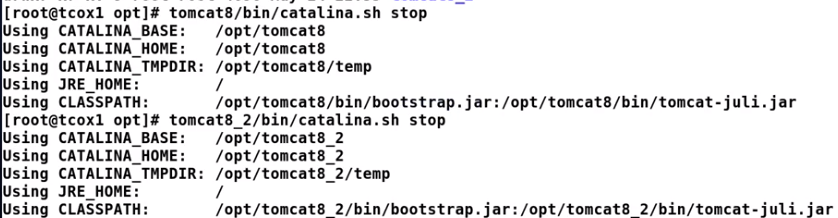 [root@tcox1 opt]# tomcat8/bin/catalina.sh stop
Using CATALINA_BASE:   /opt/tomcat8
Using CATALINA_HOME:   /opt/tomcat8
Using CATALINA_TMPDIR: /opt/tomcat8/temp
Using JRE_HOME:        /
Using CLASSPATH:       /opt/tomcat8/bin/bootstrap.jar:/opt/tomcat8/bin/tomcat-juli.jar
[root@tcox1 opt]# tomcat8_2/bin/catalina.sh stop
Using CATALINA_BASE:   /opt/tomcat8_2
Using CATALINA_HOME:   /opt/tomcat8_2
Using CATALINA_TMPDIR: /opt/tomcat8_2/temp
Using JRE_HOME:        /
Using CLASSPATH:       /opt/tomcat8_2/bin/bootstrap.jar:/opt/tomcat8_2/bin/tomcat-juli.jar